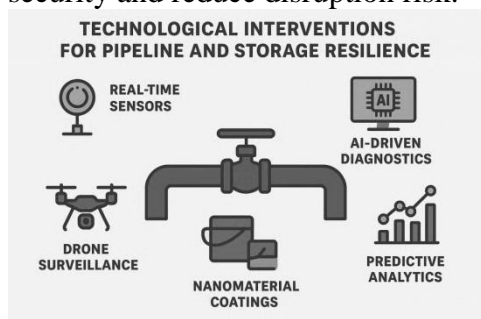 security and reduce disruption risk.
TECHNOLOGICAL INTERVENTIONS
FOR PIPELINE AND STORAGE RESILIENCE
REAL-TIME
SENSORS
AI
AI-DRIVEN
DIAGNOSTICS
DRONE
SURVEILLANCE
NANOMATERIAL
COATINGS
PREDICTIVE
ANALYTICS